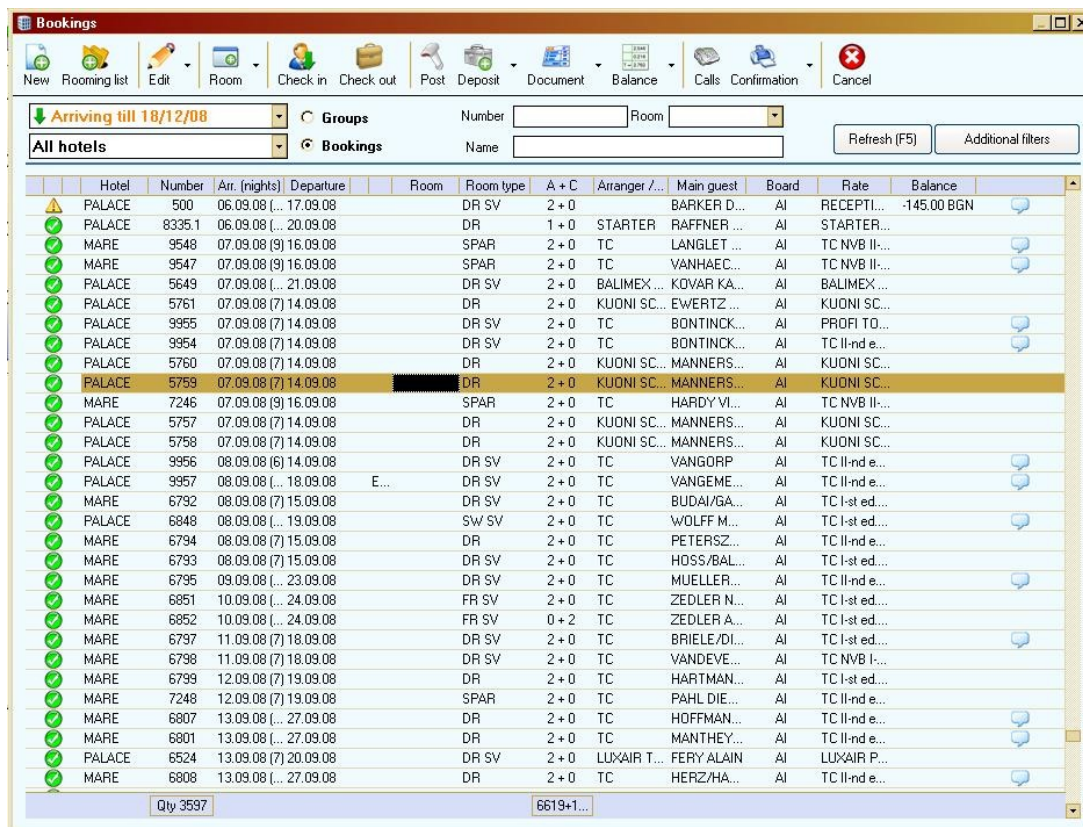 Bookings
New Rooming list Edit Room Check in Check out Post Deposit Document Balance Calls Confirmation Cancel
Arriving till 18/12/08 Groups Number Room
All hotels Bookings Name Refresh (F5) Additional filters
Hotel Number Arr. (nights) Departure Room Room type A + C Arranger /... Main guest Board Rate Balance
PALACE 500 06.09.08 (... 17.09.08 DR SV 2 + 0 BARKER D... AI RECEPTI... -145.00 BGN
PALACE 8335.1 06.09.08 (... 20.09.08 DR 1 + 0 STARTER RAFFNER ... AI STARTER...
MARE 9548 07.09.08 (9) 16.09.08 SPAR 2 + 0 TC LANGLET ... AI TC NVB II-...
MARE 9547 07.09.08 (9) 16.09.08 SPAR 2 + 0 TC VANHAEC... AI TC NVB II-...
PALACE 5649 07.09.08 (... 21.09.08 DR SV 2 + 0 BALIMEX ... KOVAR KA... AI BALIMEX ...
PALACE 5761 07.09.08 (7) 14.09.08 DR 2 + 0 KUONI SC... EWERTZ ... AI KUONI SC...
PALACE 9955 07.09.08 (7) 14.09.08 DR SV 2 + 0 TC BONTINCK... AI PROFI TO...
PALACE 9954 07.09.08 (7) 14.09.08 DR SV 2 + 0 TC BONTINCK... AI TC II-nd e...
PALACE 5760 07.09.08 (7) 14.09.08 DR 2 + 0 KUONI SC... MANNERS... AI KUONI SC...
PALACE 5759 07.09.08 (7) 14.09.08 DR 2 + 0 KUONI SC... MANNERS... AI KUONI SC...
MARE 7246 07.09.08 (9) 16.09.08 SPAR 2 + 0 TC HARDY VI... AI TC NVB II-...
PALACE 5757 07.09.08 (7) 14.09.08 DR 2 + 0 KUONI SC... MANNERS... AI KUONI SC...
PALACE 5758 07.09.08 (7) 14.09.08 DR 2 + 0 KUONI SC... MANNERS... AI KUONI SC...
PALACE 9956 08.09.08 (6) 14.09.08 DR SV 2 + 0 TC VANGORP AI TC II-nd e...
PALACE 9957 08.09.08 (... 18.09.08 E... DR SV 2 + 0 TC VANGEME... AI TC II-nd e...
MARE 6792 08.09.08 (7) 15.09.08 DR SV 2 + 0 TC BUDAI/GA... AI TC I-st ed....
PALACE 6848 08.09.08 (... 19.09.08 SW SV 2 + 0 TC WOLFF M... AI TC I-st ed....
MARE 6794 08.09.08 (7) 15.09.08 DR 2 + 0 TC PETERSZ... AI TC II-nd e...
MARE 6793 08.09.08 (7) 15.09.08 DR SV 2 + 0 TC HOSS/BAL... AI TC I-st ed....
MARE 6795 09.09.08 (... 23.09.08 DR SV 2 + 0 TC MUELLER... AI TC II-nd e...
MARE 6851 10.09.08 (... 24.09.08 FR SV 2 + 0 TC ZEDLER N... AI TC I-st ed....
MARE 6852 10.09.08 (... 24.09.08 FR SV 0 + 2 TC ZEDLER A... AI TC I-st ed....
MARE 6797 11.09.08 (7) 18.09.08 DR SV 2 + 0 TC BRIELE/DI... AI TC I-st ed....
MARE 6798 11.09.08 (7) 18.09.08 DR SV 2 + 0 TC VANDEVE... AI TC NVB I-...
MARE 6799 12.09.08 (7) 19.09.08 DR 2 + 0 TC HARTMAN... AI TC I-st ed....
MARE 7248 12.09.08 (7) 19.09.08 SPAR 2 + 0 TC PAHL DIE... AI TC II-nd e...
MARE 6807 13.09.08 (... 27.09.08 DR 2 + 0 TC HOFFMAN... AI TC II-nd e...
MARE 6801 13.09.08 (... 27.09.08 DR 2 + 0 TC MANTHEY... AI TC II-nd e...
PALACE 6524 13.09.08 (7) 20.09.08 DR SV 2 + 0 LUXAIR T... FERY ALAIN AI LUXAIR P...
MARE 6808 13.09.08 (... 27.09.08 DR 2 + 0 TC HERZ/HA... AI TC II-nd e...
Qty 3597 6619+1...